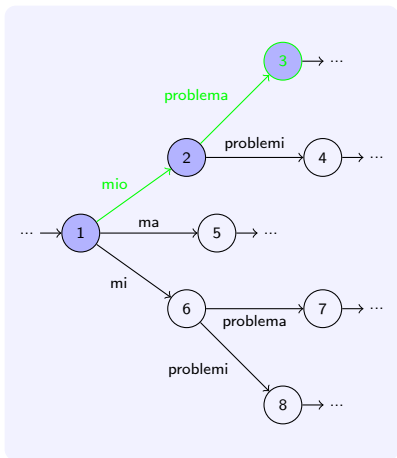 3 ...
problema
problemi
2 4 ...
mio
... 1 ma 5 ...
mi
6 7 ...
problema
problemi
8 ...